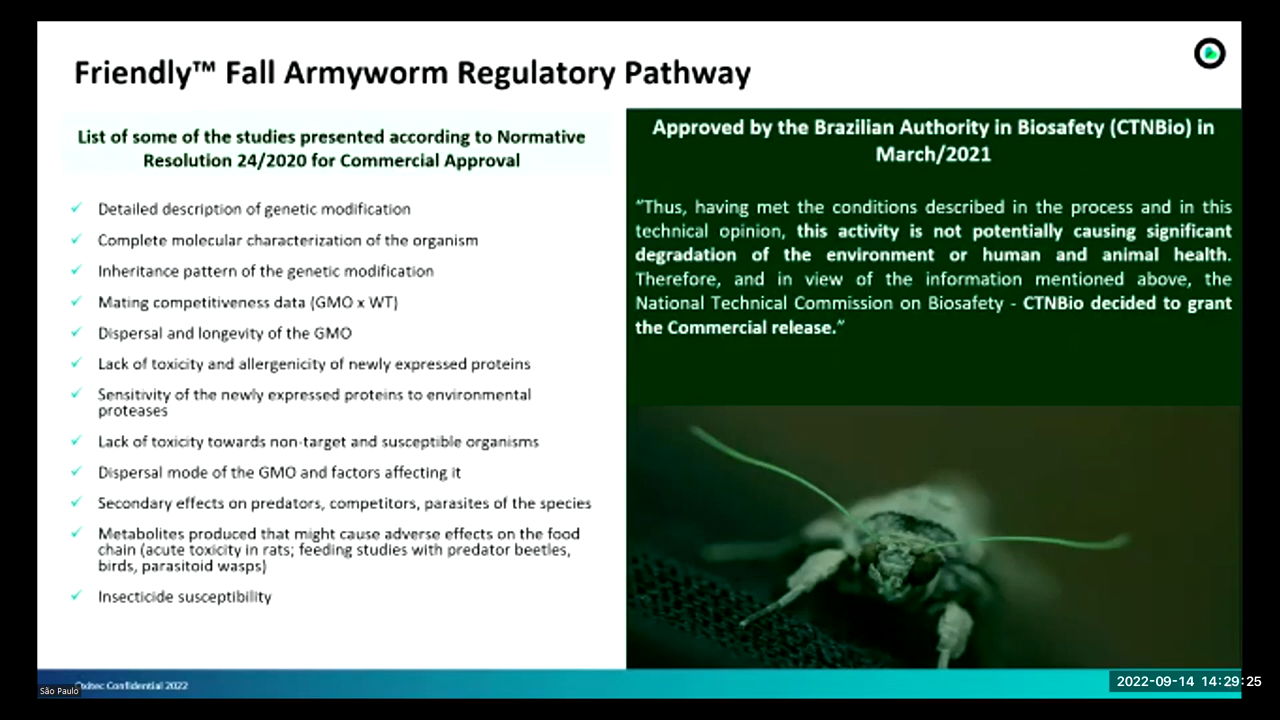 Friendly™ Fall Armyworm Regulatory Pathway
List of some of the studies presented according to Normative
Resolution 24/2020 for Commercial Approval
✓ Detailed description of genetic modification
✓ Complete molecular characterization of the organism
✓ Inheritance pattern of the genetic modification
✓ Mating competitiveness data (GMO x WT)
✓ Dispersal and longevity of the GMO
✓ Lack of toxicity and allergenicity of newly expressed proteins
✓ Sensitivity of the newly expressed proteins to environmental
proteases
✓ Lack of toxicity towards non-target and susceptible organisms
✓ Dispersal mode of the GMO and factors affecting it
✓ Secondary effects on predators, competitors, parasites of the species
✓ Metabolites produced that might cause adverse effects on the food
chain (acute toxicity in rats; feeding studies with predator beetles,
birds, parasitoid wasps)
✓ Insecticide susceptibility
Approved by the Brazilian Authority in Biosafety (CTNBio) in
March/2021
"Thus, having met the conditions described in the process and in this
technical opinion, this activity is not potentially causing significant
degradation of the environment or human and animal health.
Therefore, and in view of the information mentioned above, the
National Technical Commission on Biosafety - CTNBio decided to grant
the Commercial release."
Oxitec Confidential 2022
São Paulo
2022-09-14 14:29:25